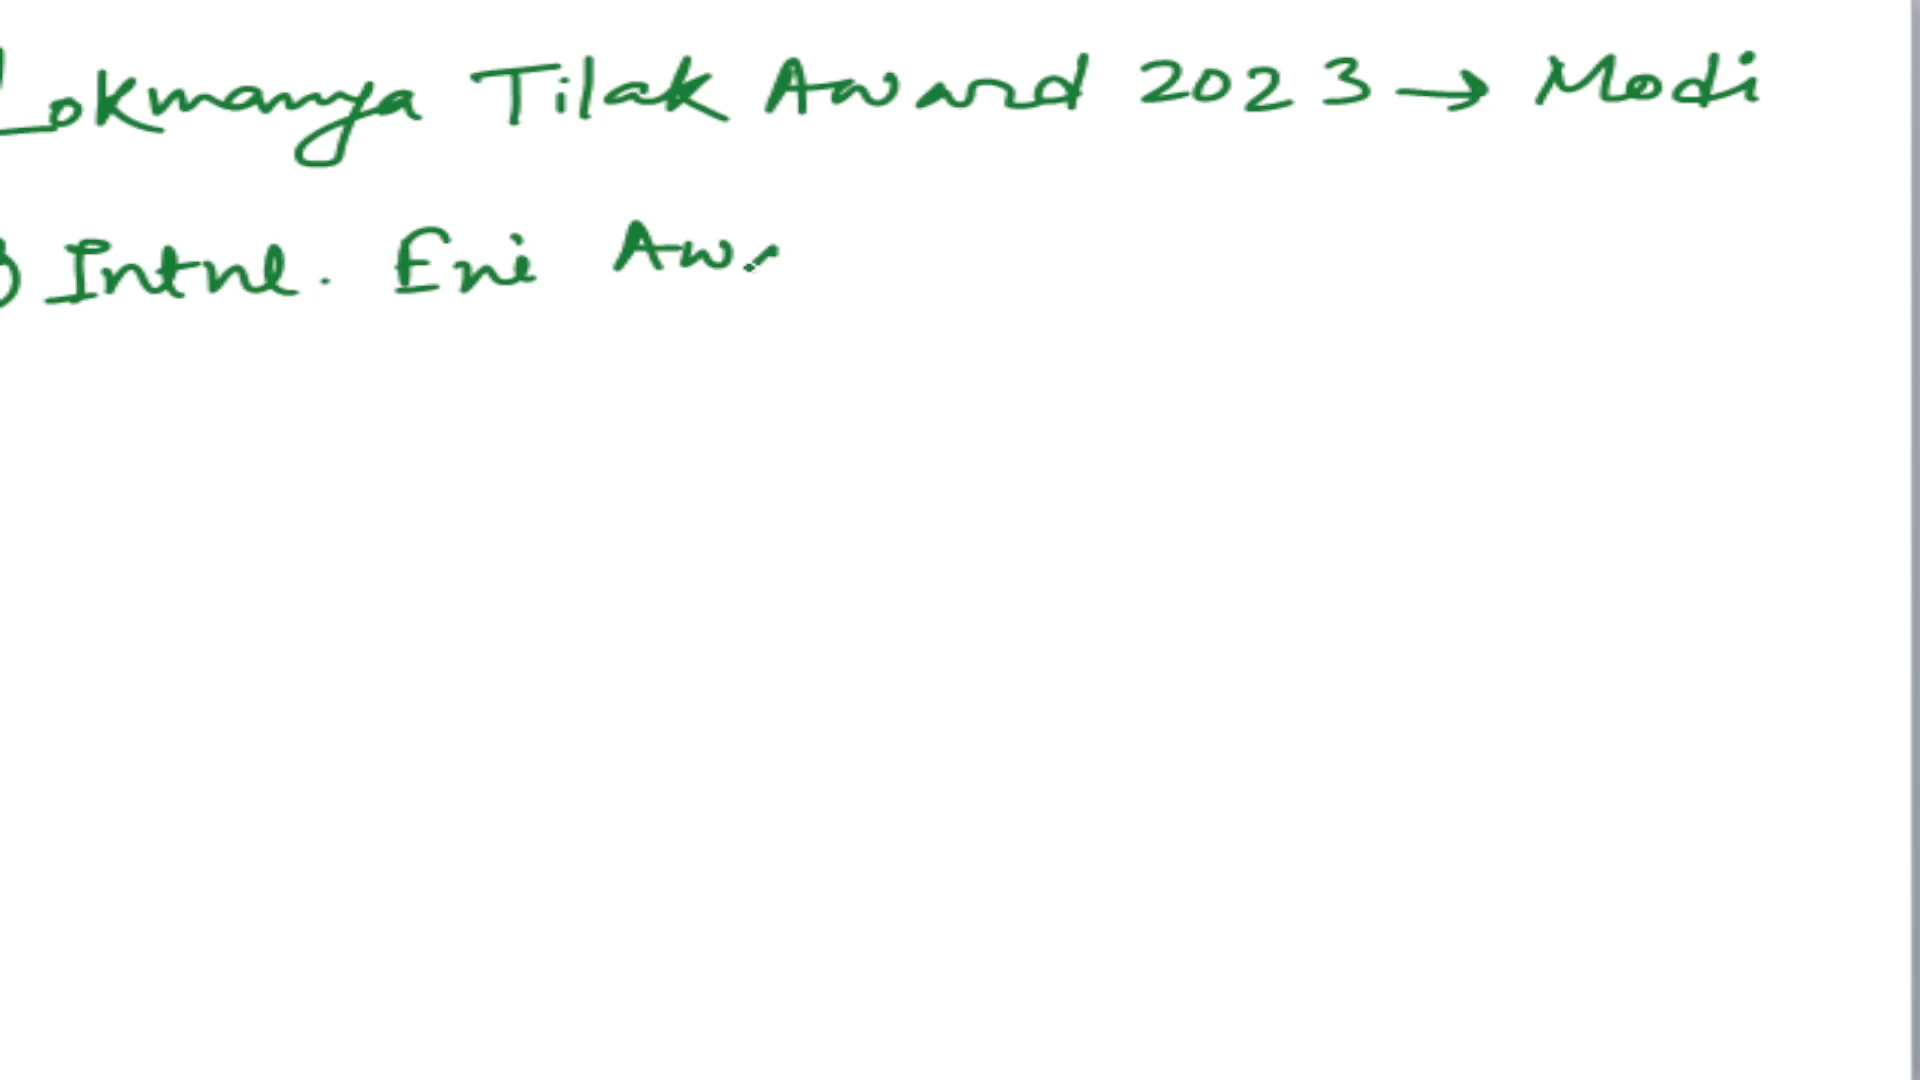 Lokmanya Tilak Award 2023 → Modi
) Intnl. Eni Aw